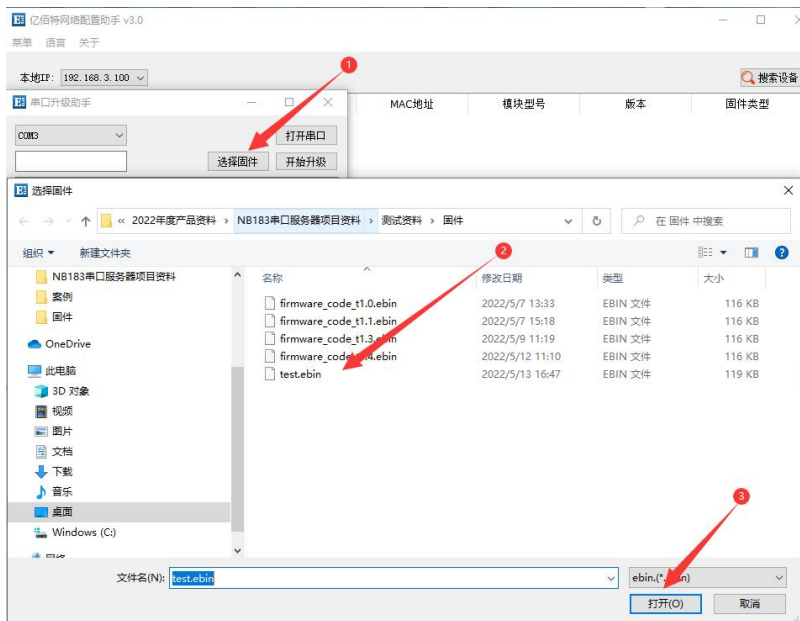 亿佰特网络配置助手 v3.0
菜单 语言 关于
本地IP: 192.168.3.100 搜索设备
MAC地址 模块型号 版本 固件类型
串口升级助手
COM3 打开串口
选择固件 开始升级
1
选择固件
« 2022年度产品资料 › NB183串口服务器项目资料 › 测试资料 › 固件
在 固件 中搜索
组织 新建文件夹
2
NB183串口服务器项目资料
案例
固件
OneDrive
此电脑
3D 对象
视频
图片
文档
下载
音乐
桌面
Windows (C:)
名称 修改日期 类型 大小
firmware_code_t1.0.ebin 2022/5/7 13:33 EBIN 文件 116 KB
firmware_code_t1.1.ebin 2022/5/7 15:18 EBIN 文件 116 KB
firmware_code_t1.3.ebin 2022/5/9 11:19 EBIN 文件 116 KB
firmware_code 4.ebin 2022/5/12 11:10 EBIN 文件 116 KB
test.ebin 2022/5/13 16:47 EBIN 文件 119 KB
3
文件名(N): test.ebin
打开(O) 取消